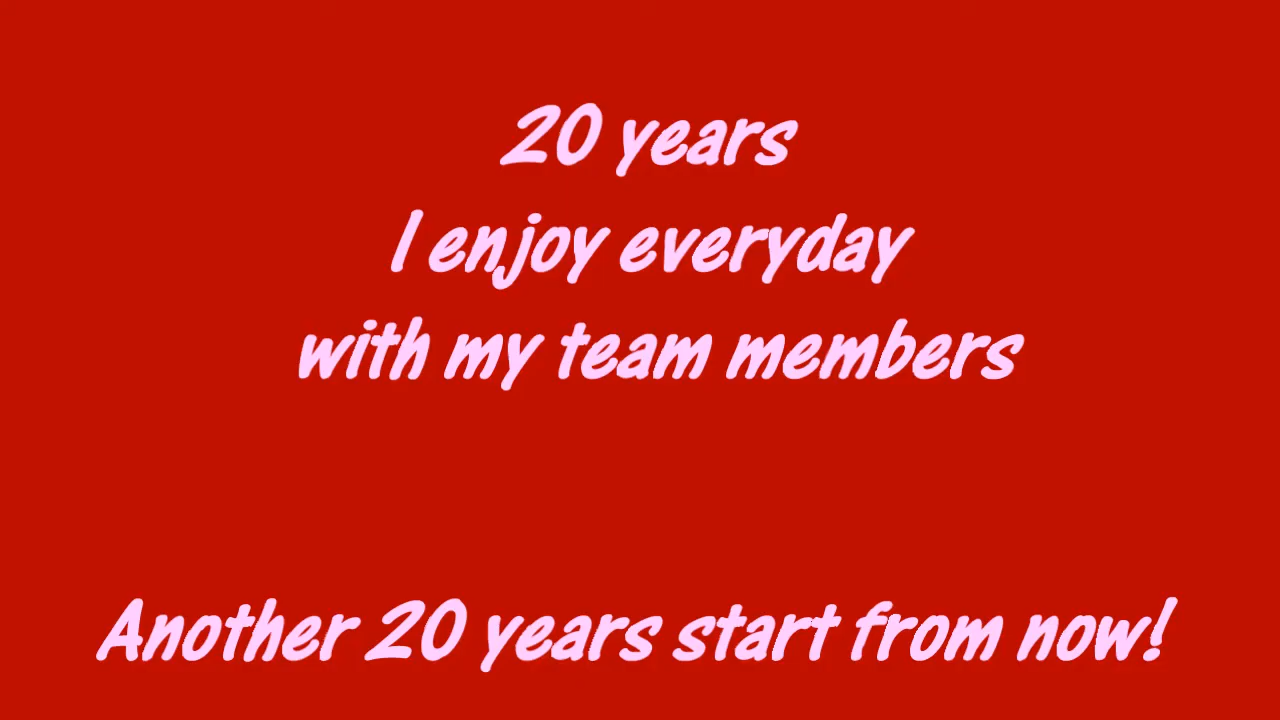 20 years
I enjoy everyday
with my team members
Another 20 years start from now!